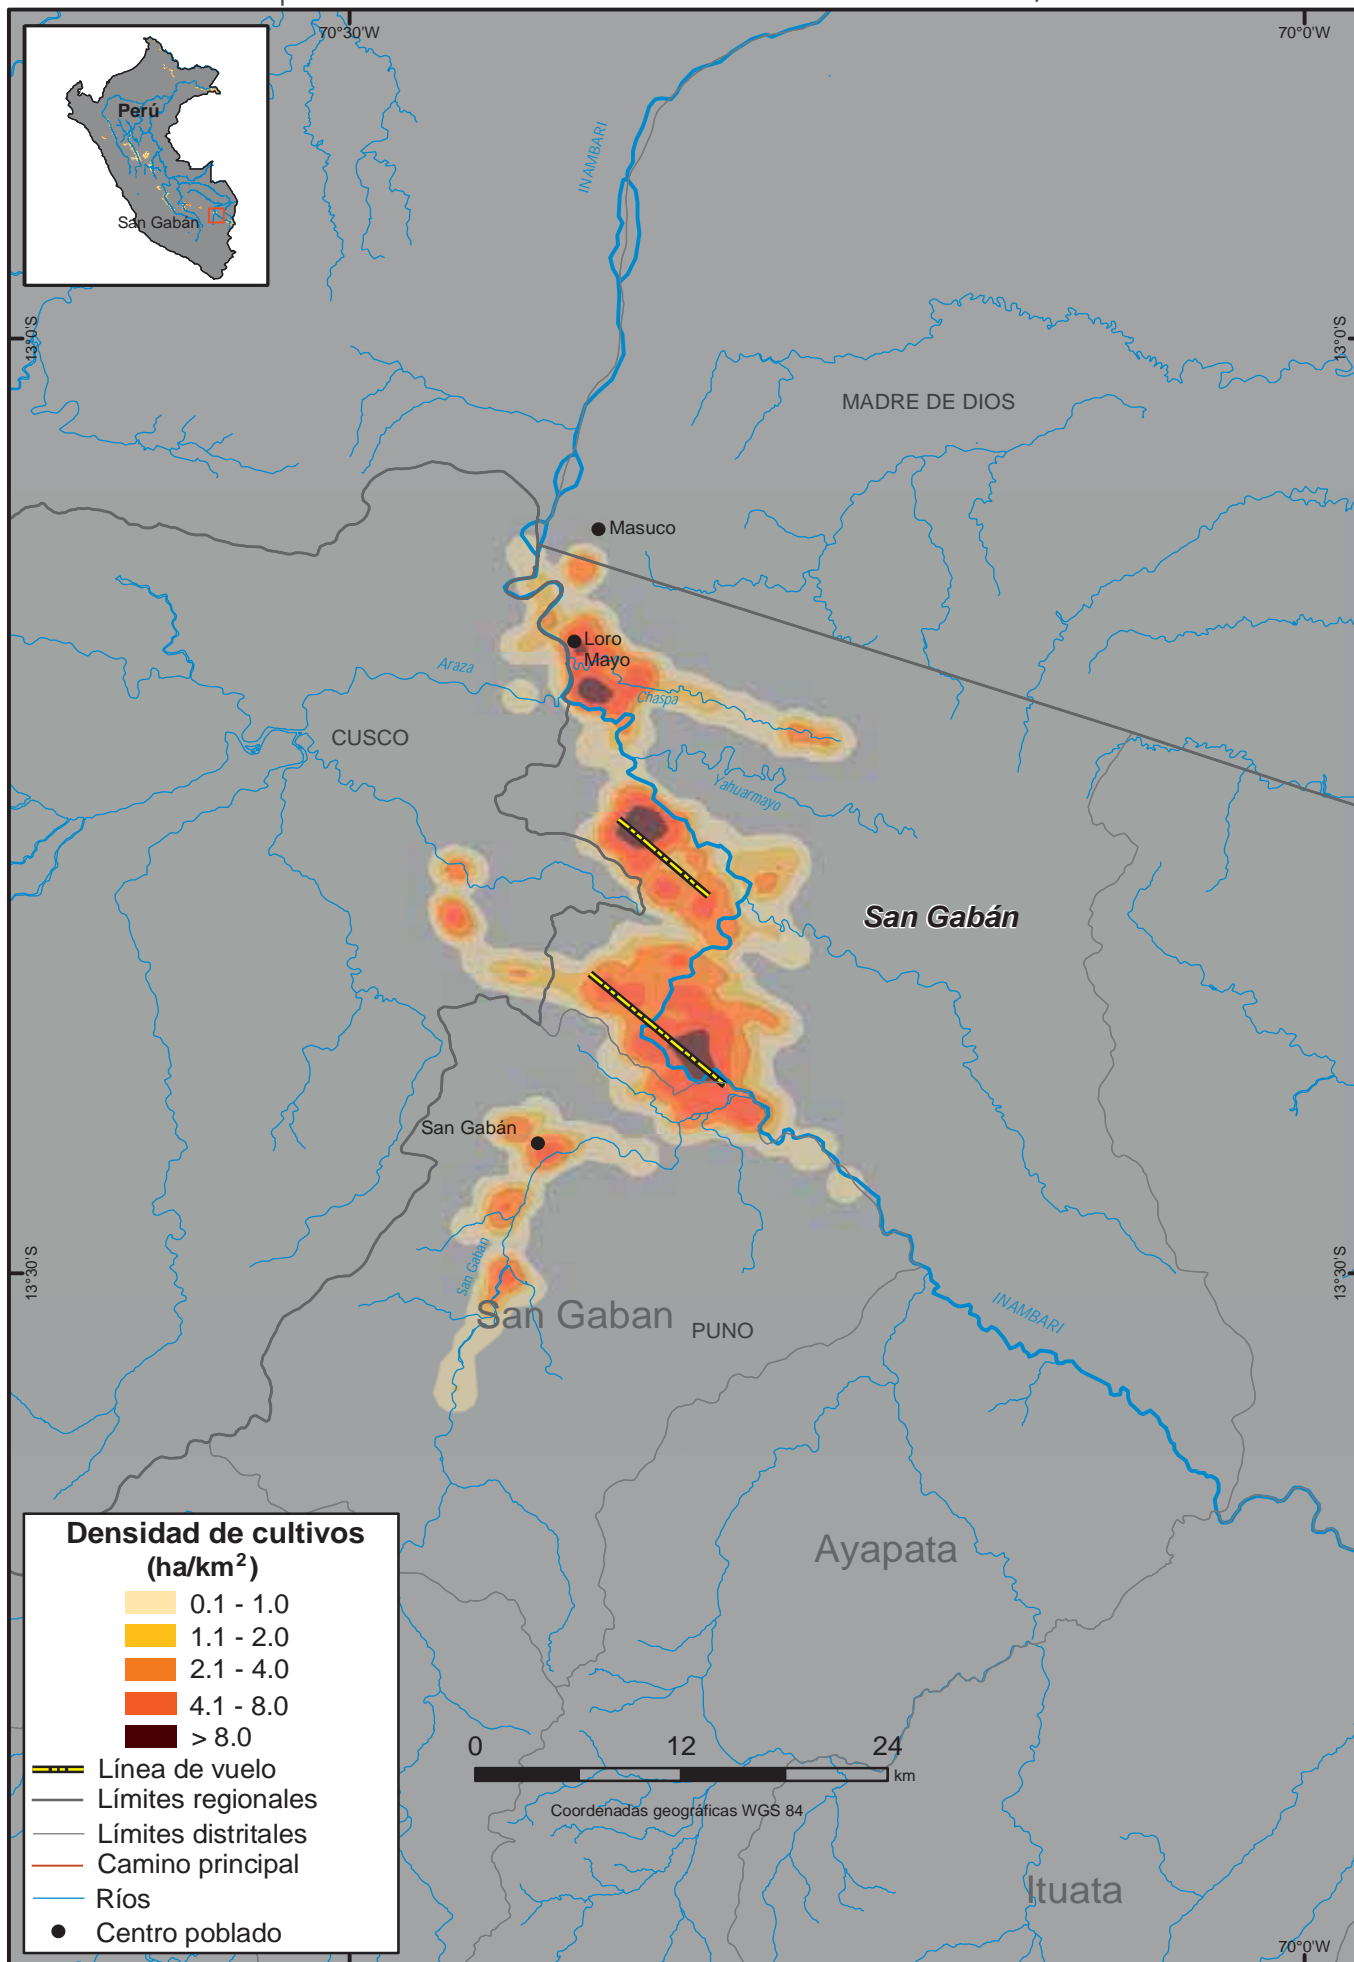 70°30'W
70°0'W
Perú
San Gabán
INAMBARI
13°0'S
13°0'S
MADRE DE DIOS
Masuco
Loro
Mayo
Araza
Chaspa
CUSCO
Yahuarmayo
San Gabán
San Gabán
San Gaban
13°30'S
13°30'S
INAMBARI
San Gaban
PUNO
Ayapata
Densidad de cultivos
(ha/km²)
0.1 - 1.0
1.1 - 2.0
2.1 - 4.0
4.1 - 8.0
> 8.0
Línea de vuelo
Límites regionales
Límites distritales
Camino principal
Ríos
Centro poblado
0 12 24
km
Coordenadas geográficas WGS 84
Ituata
70°0'W